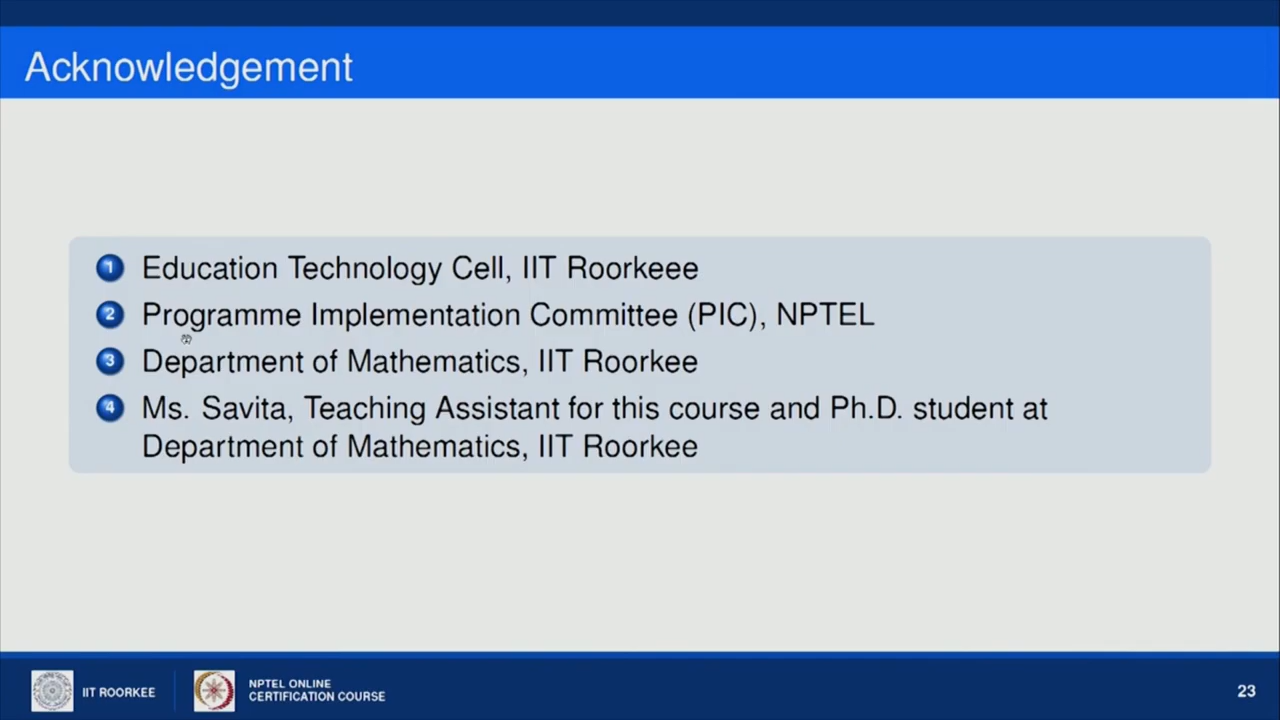 Acknowledgement
1 Education Technology Cell, IIT Roorkeee
2 Programme Implementation Committee (PIC), NPTEL
3 Department of Mathematics, IIT Roorkee
4 Ms. Savita, Teaching Assistant for this course and Ph.D. student at
Department of Mathematics, IIT Roorkee
IIT ROORKEE
NPTEL ONLINE
CERTIFICATION COURSE
23